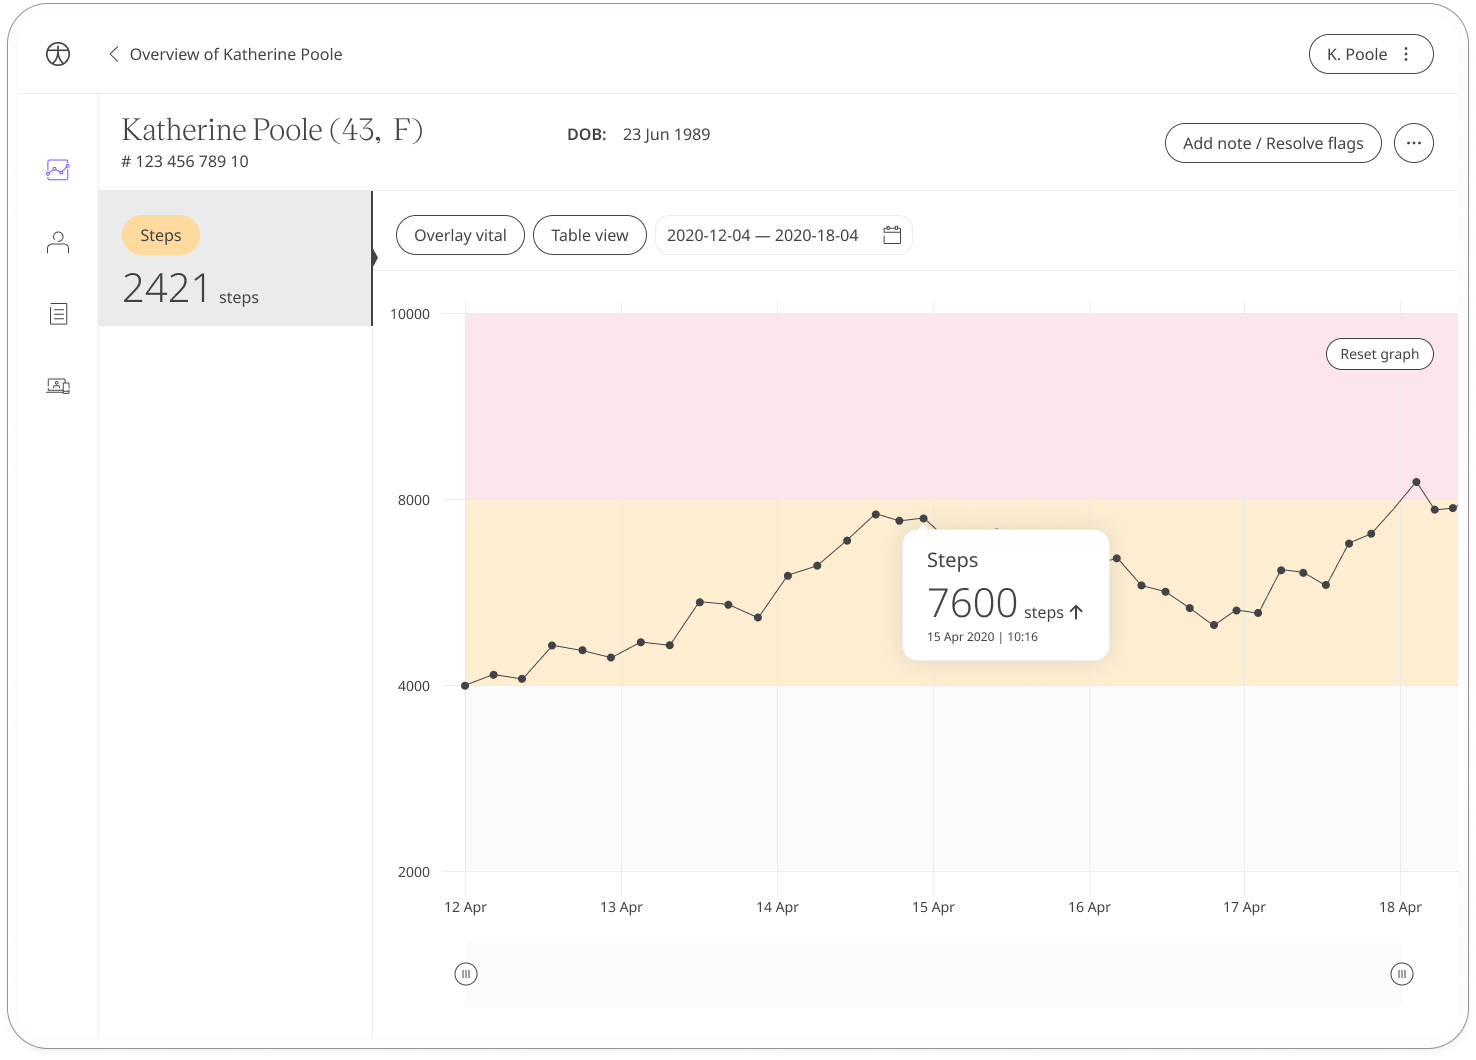 Overview of Katherine Poole
K. Poole
Katherine Poole (43, F)
# 123 456 789 10
DOB: 23 Jun 1989
Add note / Resolve flags
Steps
2421 steps
Overlay vital
Table view
2020-12-04 — 2020-18-04
10000
Reset graph
8000
Steps
7600 steps
15 Apr 2020 | 10:16
4000
2000
12 Apr
13 Apr
14 Apr
15 Apr
16 Apr
17 Apr
18 Apr